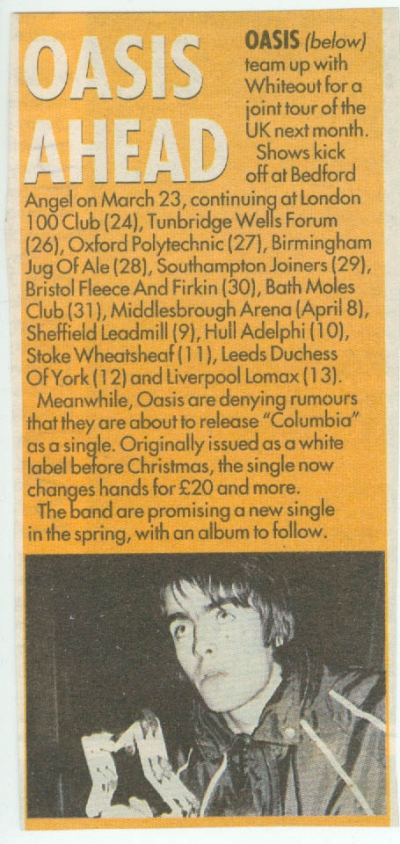 OASIS
AHEAD
OASIS (below)
team up with
Whiteout for a
joint tour of the
UK next month.
Shows kick
off at Bedford
Angel on March 23, continuing at London
100 Club (24), Tunbridge Wells Forum
(26), Oxford Polytechnic (27), Birmingham
Jug Of Ale (28), Southampton Joiners (29),
Bristol Fleece And Firkin (30), Bath Moles
Club (31), Middlesbrough Arena (April 8),
Sheffield Leadmill (9), Hull Adelphi (10),
Stoke Wheatsheaf (11), Leeds Duchess
Of York (12) and Liverpool Lomax (13).
Meanwhile, Oasis are denying rumours
that they are about to release “Columbia”
as a single. Originally issued as a white
label before Christmas, the single now
changes hands for £20 and more.
The band are promising a new single
in the spring, with an album to follow.